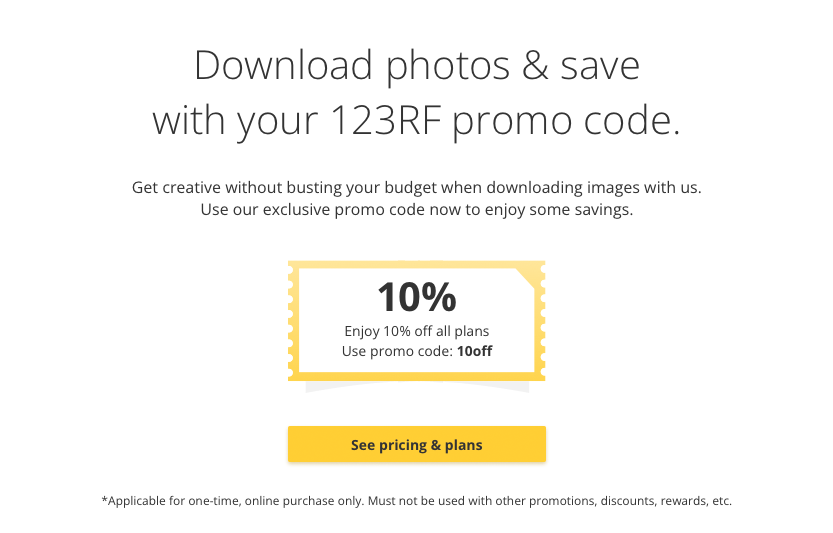 Download photos & save
with your 123RF promo code.
Get creative without busting your budget when downloading images with us.
Use our exclusive promo code now to enjoy some savings.
10%
Enjoy 10% off all plans
Use promo code: 10off
See pricing & plans
*Applicable for one-time, online purchase only. Must not be used with other promotions, discounts, rewards, etc.